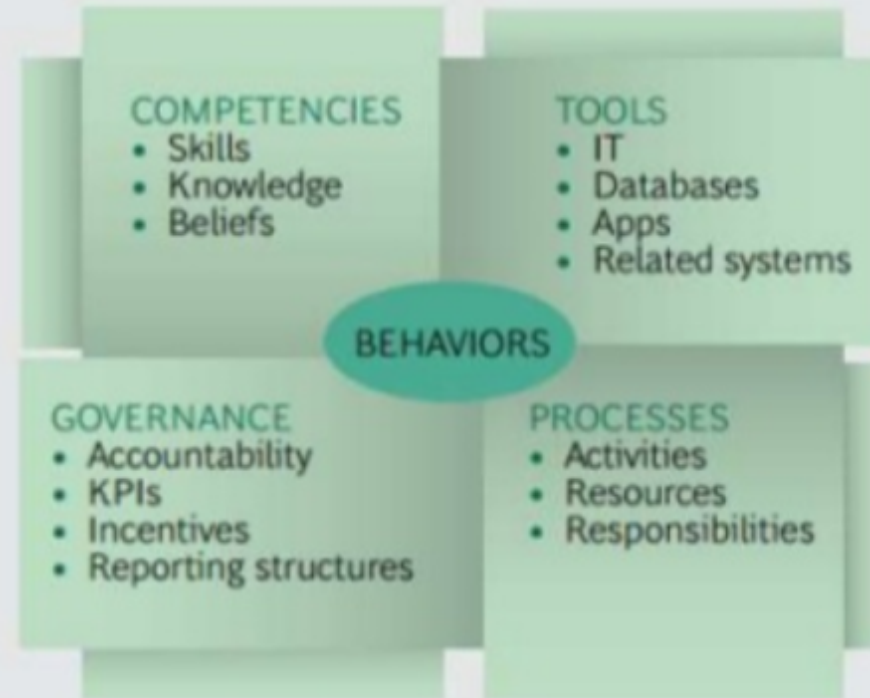 COMPETENCIES
• Skills
• Knowledge
• Beliefs
TOOLS
• IT
• Databases
• Apps
• Related systems
BEHAVIORS
GOVERNANCE
• Accountability
• KPIs
• Incentives
• Reporting structures
PROCESSES
• Activities
• Resources
• Responsibilities